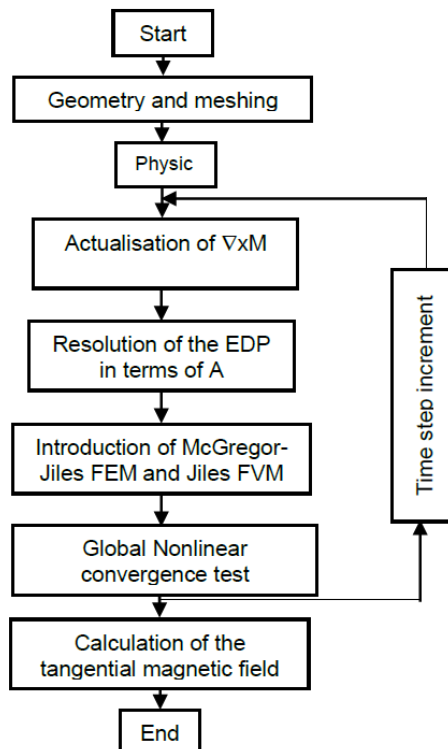 Start
Geometry and meshing
Physic
Actualisation of ∇xM
Resolution of the EDP
in terms of A
Introduction of McGregor-
Jiles FEM and Jiles FVM
Global Nonlinear
convergence test
Calculation of the
tangential magnetic field
End
Time step increment